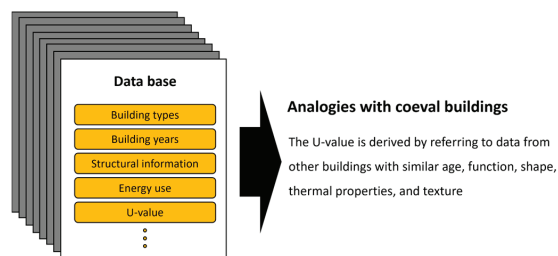 Data base
Building types
Building years
Structural information
Energy use
U-value
Analogies with coeval buildings
The U-value is derived by referring to data from
other buildings with similar age, function, shape,
thermal properties, and texture